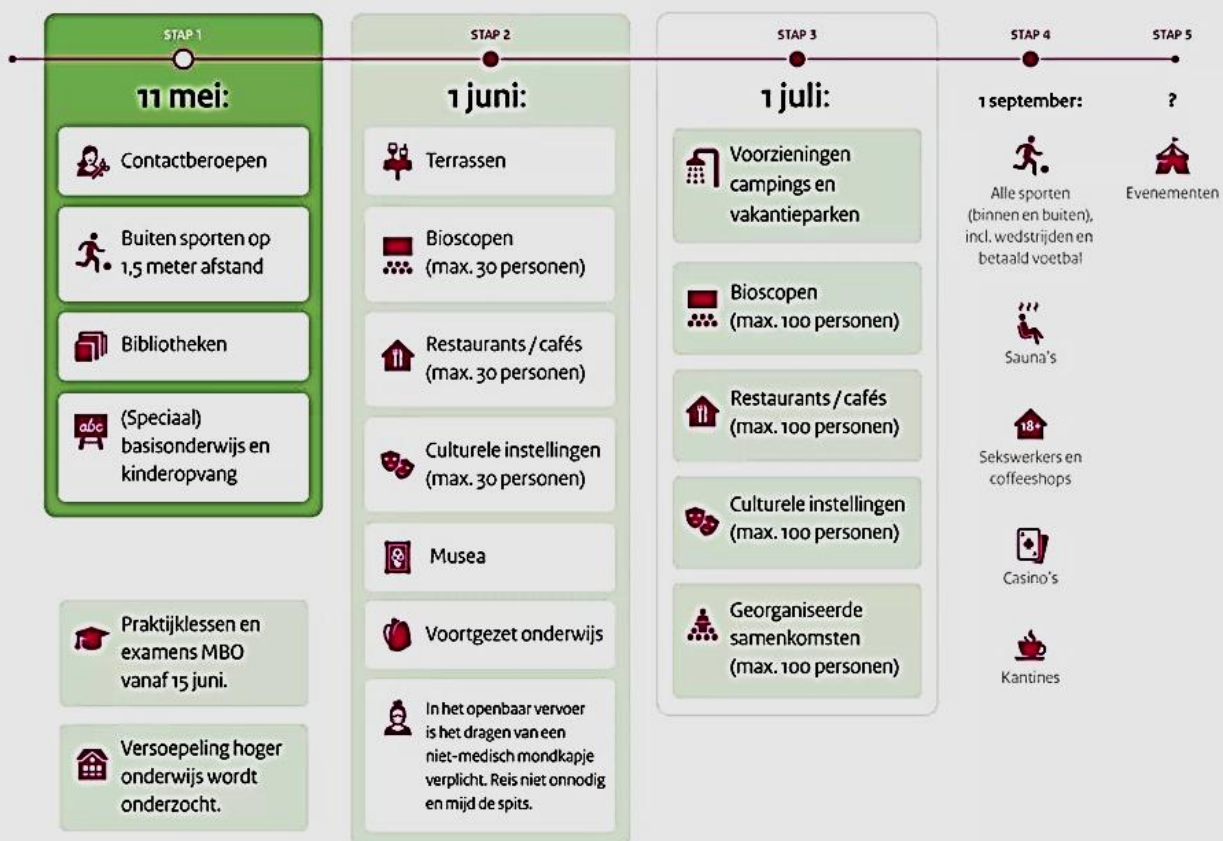 STAP 1
11 mei:
Contactberoepen
Buiten sporten op
1,5 meter afstand
Bibliotheken
abc
(Speciaal)
basisonderwijs en
kinderopvang
Praktijklessen en
examens MBO
vanaf 15 juni.
Versoepeling hoger
onderwijs wordt
onderzocht.
STAP 2
1 juni:
Terrassen
Bioscopen
(max. 30 personen)
Restaurants / cafés
(max. 30 personen)
Culturele instellingen
(max. 30 personen)
Musea
Voortgezet onderwijs
In het openbaar vervoer
is het dragen van een
niet-medisch mondkapje
verplicht. Reis niet onnodig
en mijd de spits.
STAP 3
1 juli:
Voorzieningen
campings en
vakantieparken
Bioscopen
(max. 100 personen)
Restaurants / cafés
(max. 100 personen)
Culturele instellingen
(max. 100 personen)
Georganiseerde
samenkomsten
(max. 100 personen)
STAP 4
1 september:
Alle sporten
(binnen en buiten),
incl. wedstrijden en
betaald voetbal
Sauna's
18+
Sekswerkers en
coffeeshops
Casino's
Kantines
STAP 5
?
Evenementen